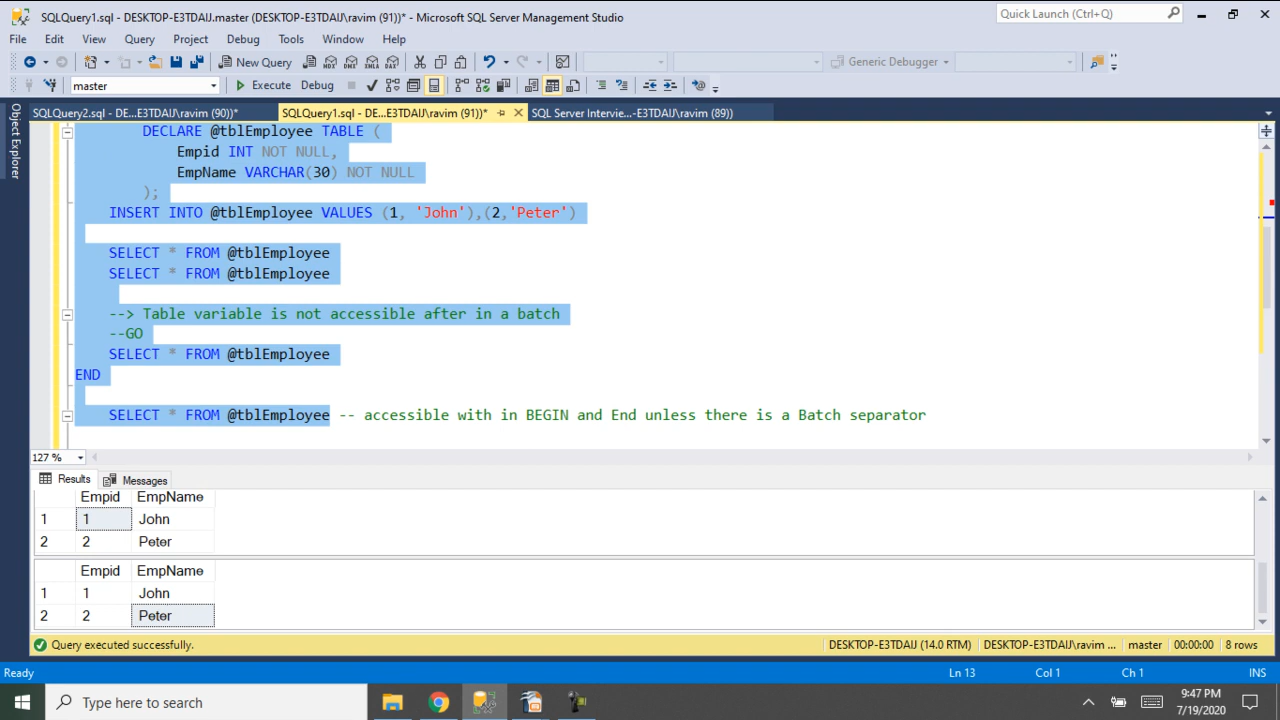 SQLQuery1.sql - DESKTOP-E3TDAIJ.master (DESKTOP-E3TDAIJ\ravim (91))* - Microsoft SQL Server Management Studio
Quick Launch (Ctrl+Q)
File Edit View Query Project Debug Tools Window Help
New Query MDX DMX XMLA DAX Generic Debugger
master Execute Debug
SQLQuery2.sql - DE...E3TDAIJ\ravim (90))* SQLQuery1.sql - DE...E3TDAIJ\ravim (91))* SQL Server Intervie...-E3TDAIJ\ravim (89))
Object Explorer
DECLARE @tblEmployee TABLE (
Empid INT NOT NULL,
EmpName VARCHAR(30) NOT NULL
);
INSERT INTO @tblEmployee VALUES (1, 'John'),(2,'Peter')
SELECT * FROM @tblEmployee
SELECT * FROM @tblEmployee
--> Table variable is not accessible after in a batch
--GO
SELECT * FROM @tblEmployee
END
SELECT * FROM @tblEmployee -- accessible with in BEGIN and End unless there is a Batch separator
127 %
Results Messages
Empid EmpName
1 1 John
2 2 Peter
Empid EmpName
1 1 John
2 2 Peter
Query executed successfully. DESKTOP-E3TDAIJ (14.0 RTM) DESKTOP-E3TDAIJ\ravim ... master 00:00:00 8 rows
Ready Ln 13 Col 1 Ch 1 INS
Type here to search
9:47 PM
7/19/2020